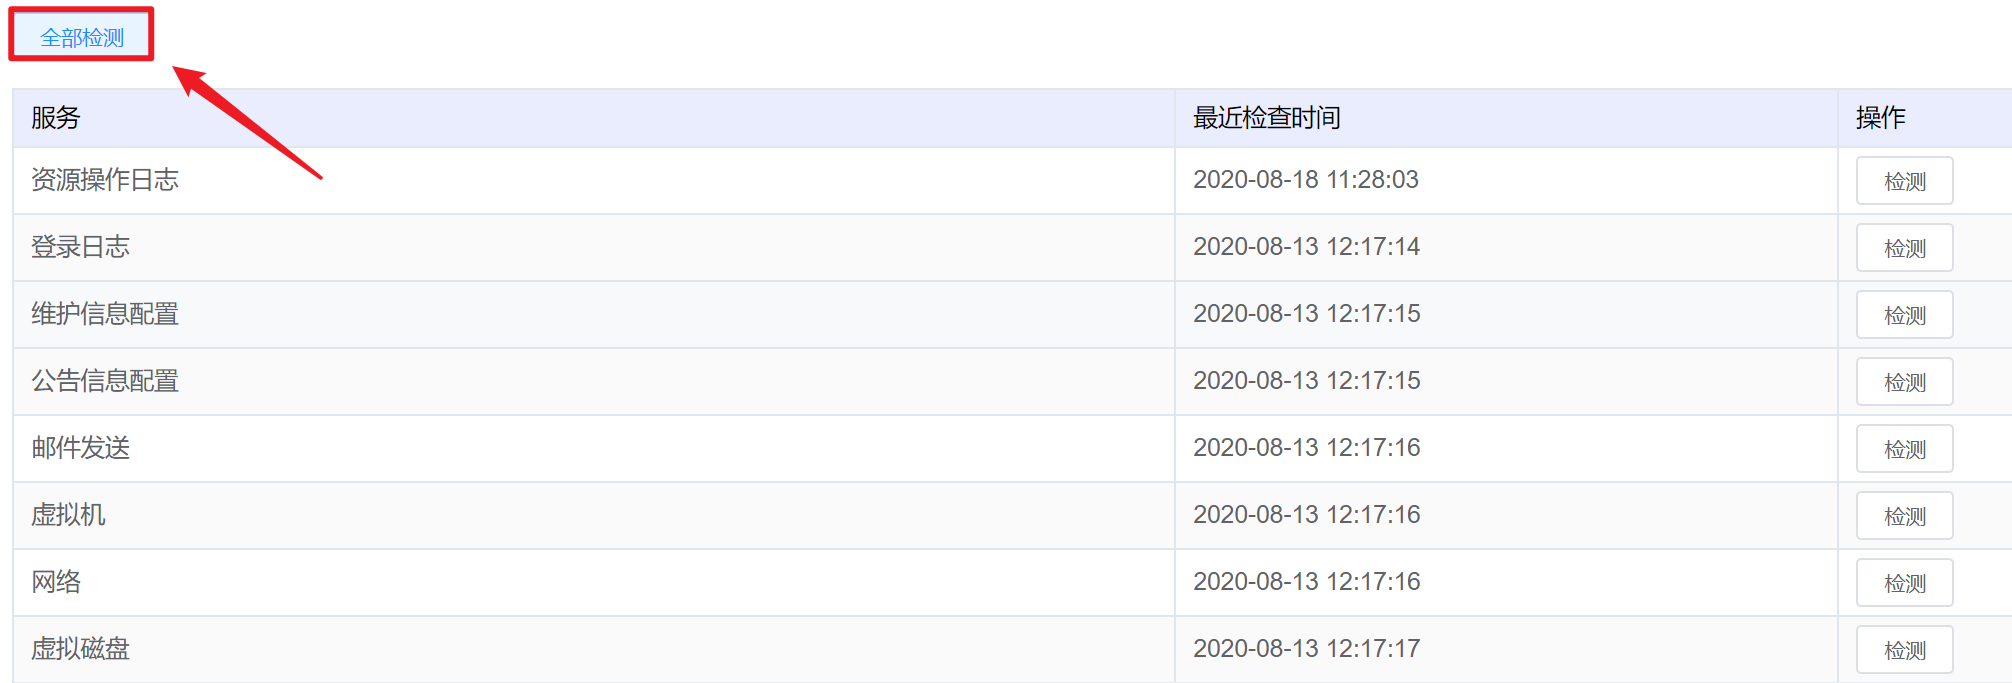 全部检测
服务 最近检查时间 操作
资源操作日志 2020-08-18 11:28:03 检测
登录日志 2020-08-13 12:17:14 检测
维护信息配置 2020-08-13 12:17:15 检测
公告信息配置 2020-08-13 12:17:15 检测
邮件发送 2020-08-13 12:17:16 检测
虚拟机 2020-08-13 12:17:16 检测
网络 2020-08-13 12:17:16 检测
虚拟磁盘 2020-08-13 12:17:17 检测